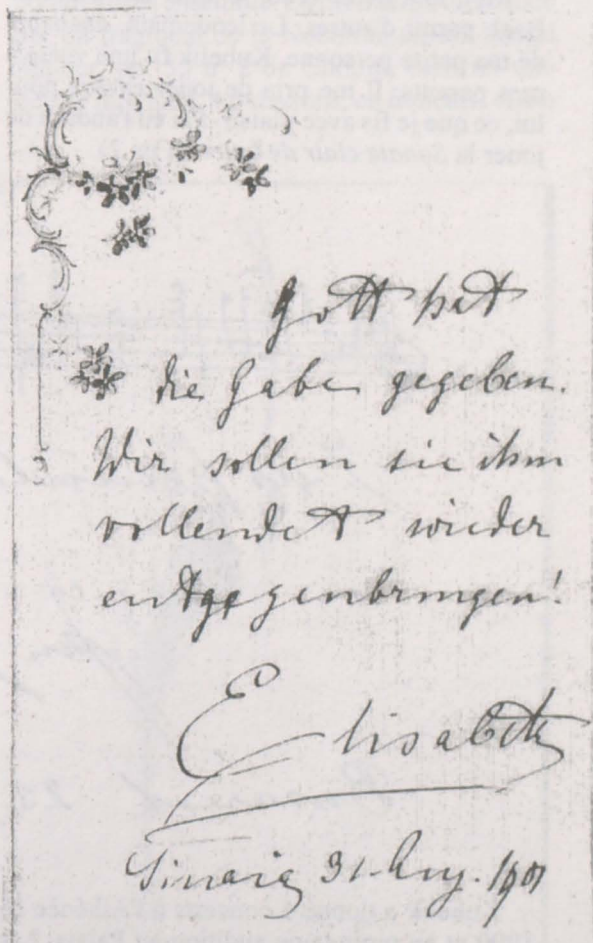 Gott hat
die Gabe gegeben.
Wir sollen sie ihm
vollendet wieder
entgegenbringen!
Elisabeth
Sinaia 31. Aug. 1901